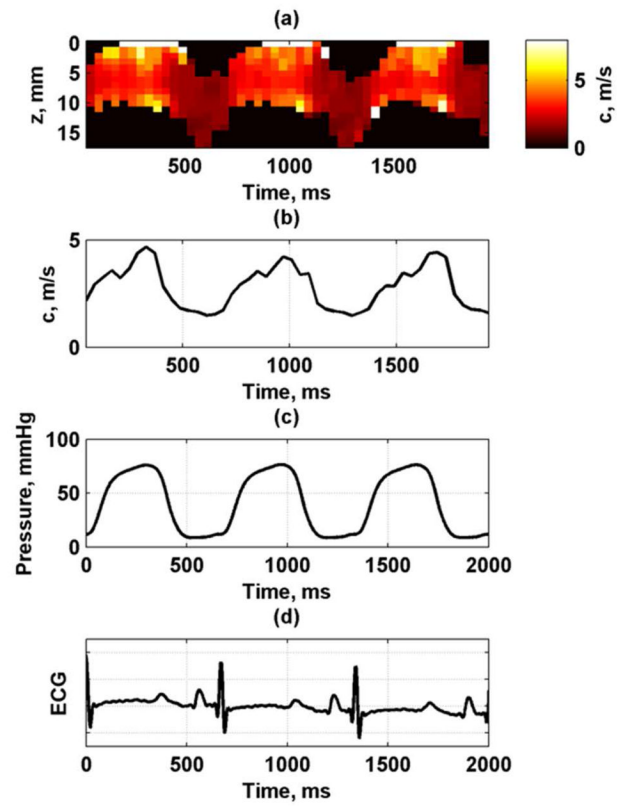 (a)
0
5
10
15
z, mm
500 1000 1500
Time, ms
5
0
c, m/s
(b)
5
0
c, m/s
500 1000 1500
Time, ms
(c)
100
50
0
Pressure, mmHg
0 500 1000 1500 2000
Time, ms
(d)
ECG
0 500 1000 1500 2000
Time, ms